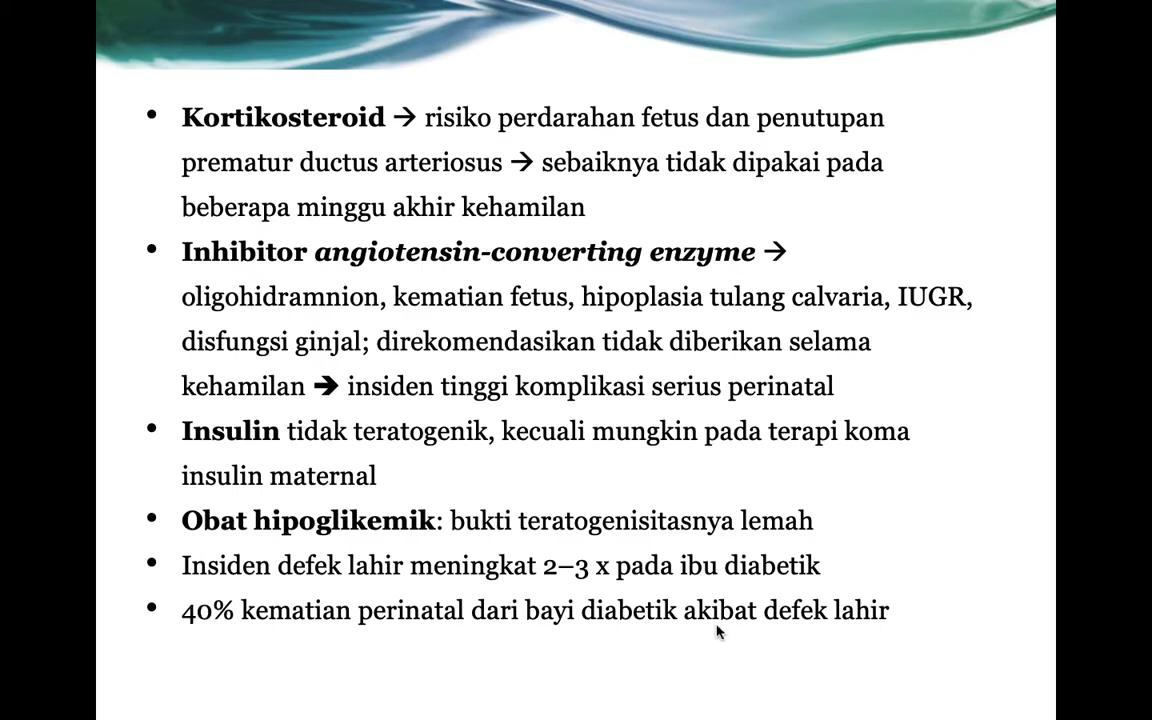 • Kortikosteroid → risiko perdarahan fetus dan penutupan
prematur ductus arteriosus → sebaiknya tidak dipakai pada
beberapa minggu akhir kehamilan
• Inhibitor angiotensin-converting enzyme →
oligohidramnion, kematian fetus, hipoplasia tulang calvaria, IUGR,
disfungsi ginjal; direkomendasikan tidak diberikan selama
kehamilan → insiden tinggi komplikasi serius perinatal
• Insulin tidak teratogenik, kecuali mungkin pada terapi koma
insulin maternal
• Obat hipoglikemik: bukti teratogenisitasnya lemah
• Insiden defek lahir meningkat 2–3 x pada ibu diabetik
• 40% kematian perinatal dari bayi diabetik akibat defek lahir